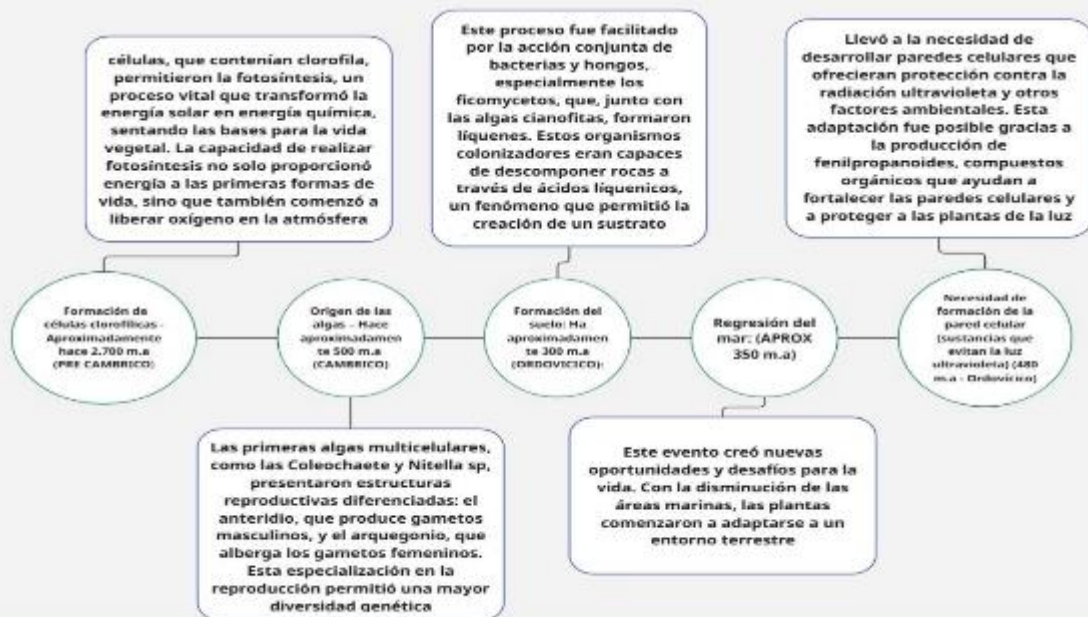 células, que contenían clorofila,
permitieron la fotosíntesis, un
proceso vital que transformó la
energía solar en energía química,
sentando las bases para la vida
vegetal. La capacidad de realizar
fotosíntesis no solo proporcionó
energía a las primeras formas de
vida, sino que también comenzó a
liberar oxígeno en la atmósfera
Este proceso fue facilitado
por la acción conjunta de
bacterias y hongos,
especialmente los
ficomycetos, que, junto con
las algas cianofitas, formaron
líquenes. Estos organismos
colonizadores eran capaces
de descomponer rocas a
través de ácidos líquenicos,
un fenómeno que permitió la
creación de un sustrato
Llevó a la necesidad de
desarrollar paredes celulares que
ofrecieran protección contra la
radiación ultravioleta y otros
factores ambientales. Esta
adaptación fue posible gracias a
la producción de
fenilpropanoides, compuestos
orgánicos que ayudan a
fortalecer las paredes celulares y
a proteger a las plantas de la luz
Formación de
células clorofílicas -
Aproximadamente
hace 2.700 m.a
(PRE CAMBRICO)
Origen de las
algas – Hace
aproximadamen
te 500 m.a
(CAMBRICO)
Formación del
suelo: Ha
aproximadamen
te 300 m.a
(ORDOVICICO):
Regresión del
mar: (APROX
350 m.a)
Necesidad de
formación de la
pared celular
(sustancias que
evitan la luz
ultravioleta) (480
m.a - Ordovícico)
Las primeras algas multicelulares,
como las Coleochaete y Nitella sp,
presentaron estructuras
reproductivas diferenciadas: el
anteridio, que produce gametos
masculinos, y el arquegonio, que
alberga los gametos femeninos.
Esta especialización en la
reproducción permitió una mayor
diversidad genética
Este evento creó nuevas
oportunidades y desafíos para la
vida. Con la disminución de las
áreas marinas, las plantas
comenzaron a adaptarse a un
entorno terrestre